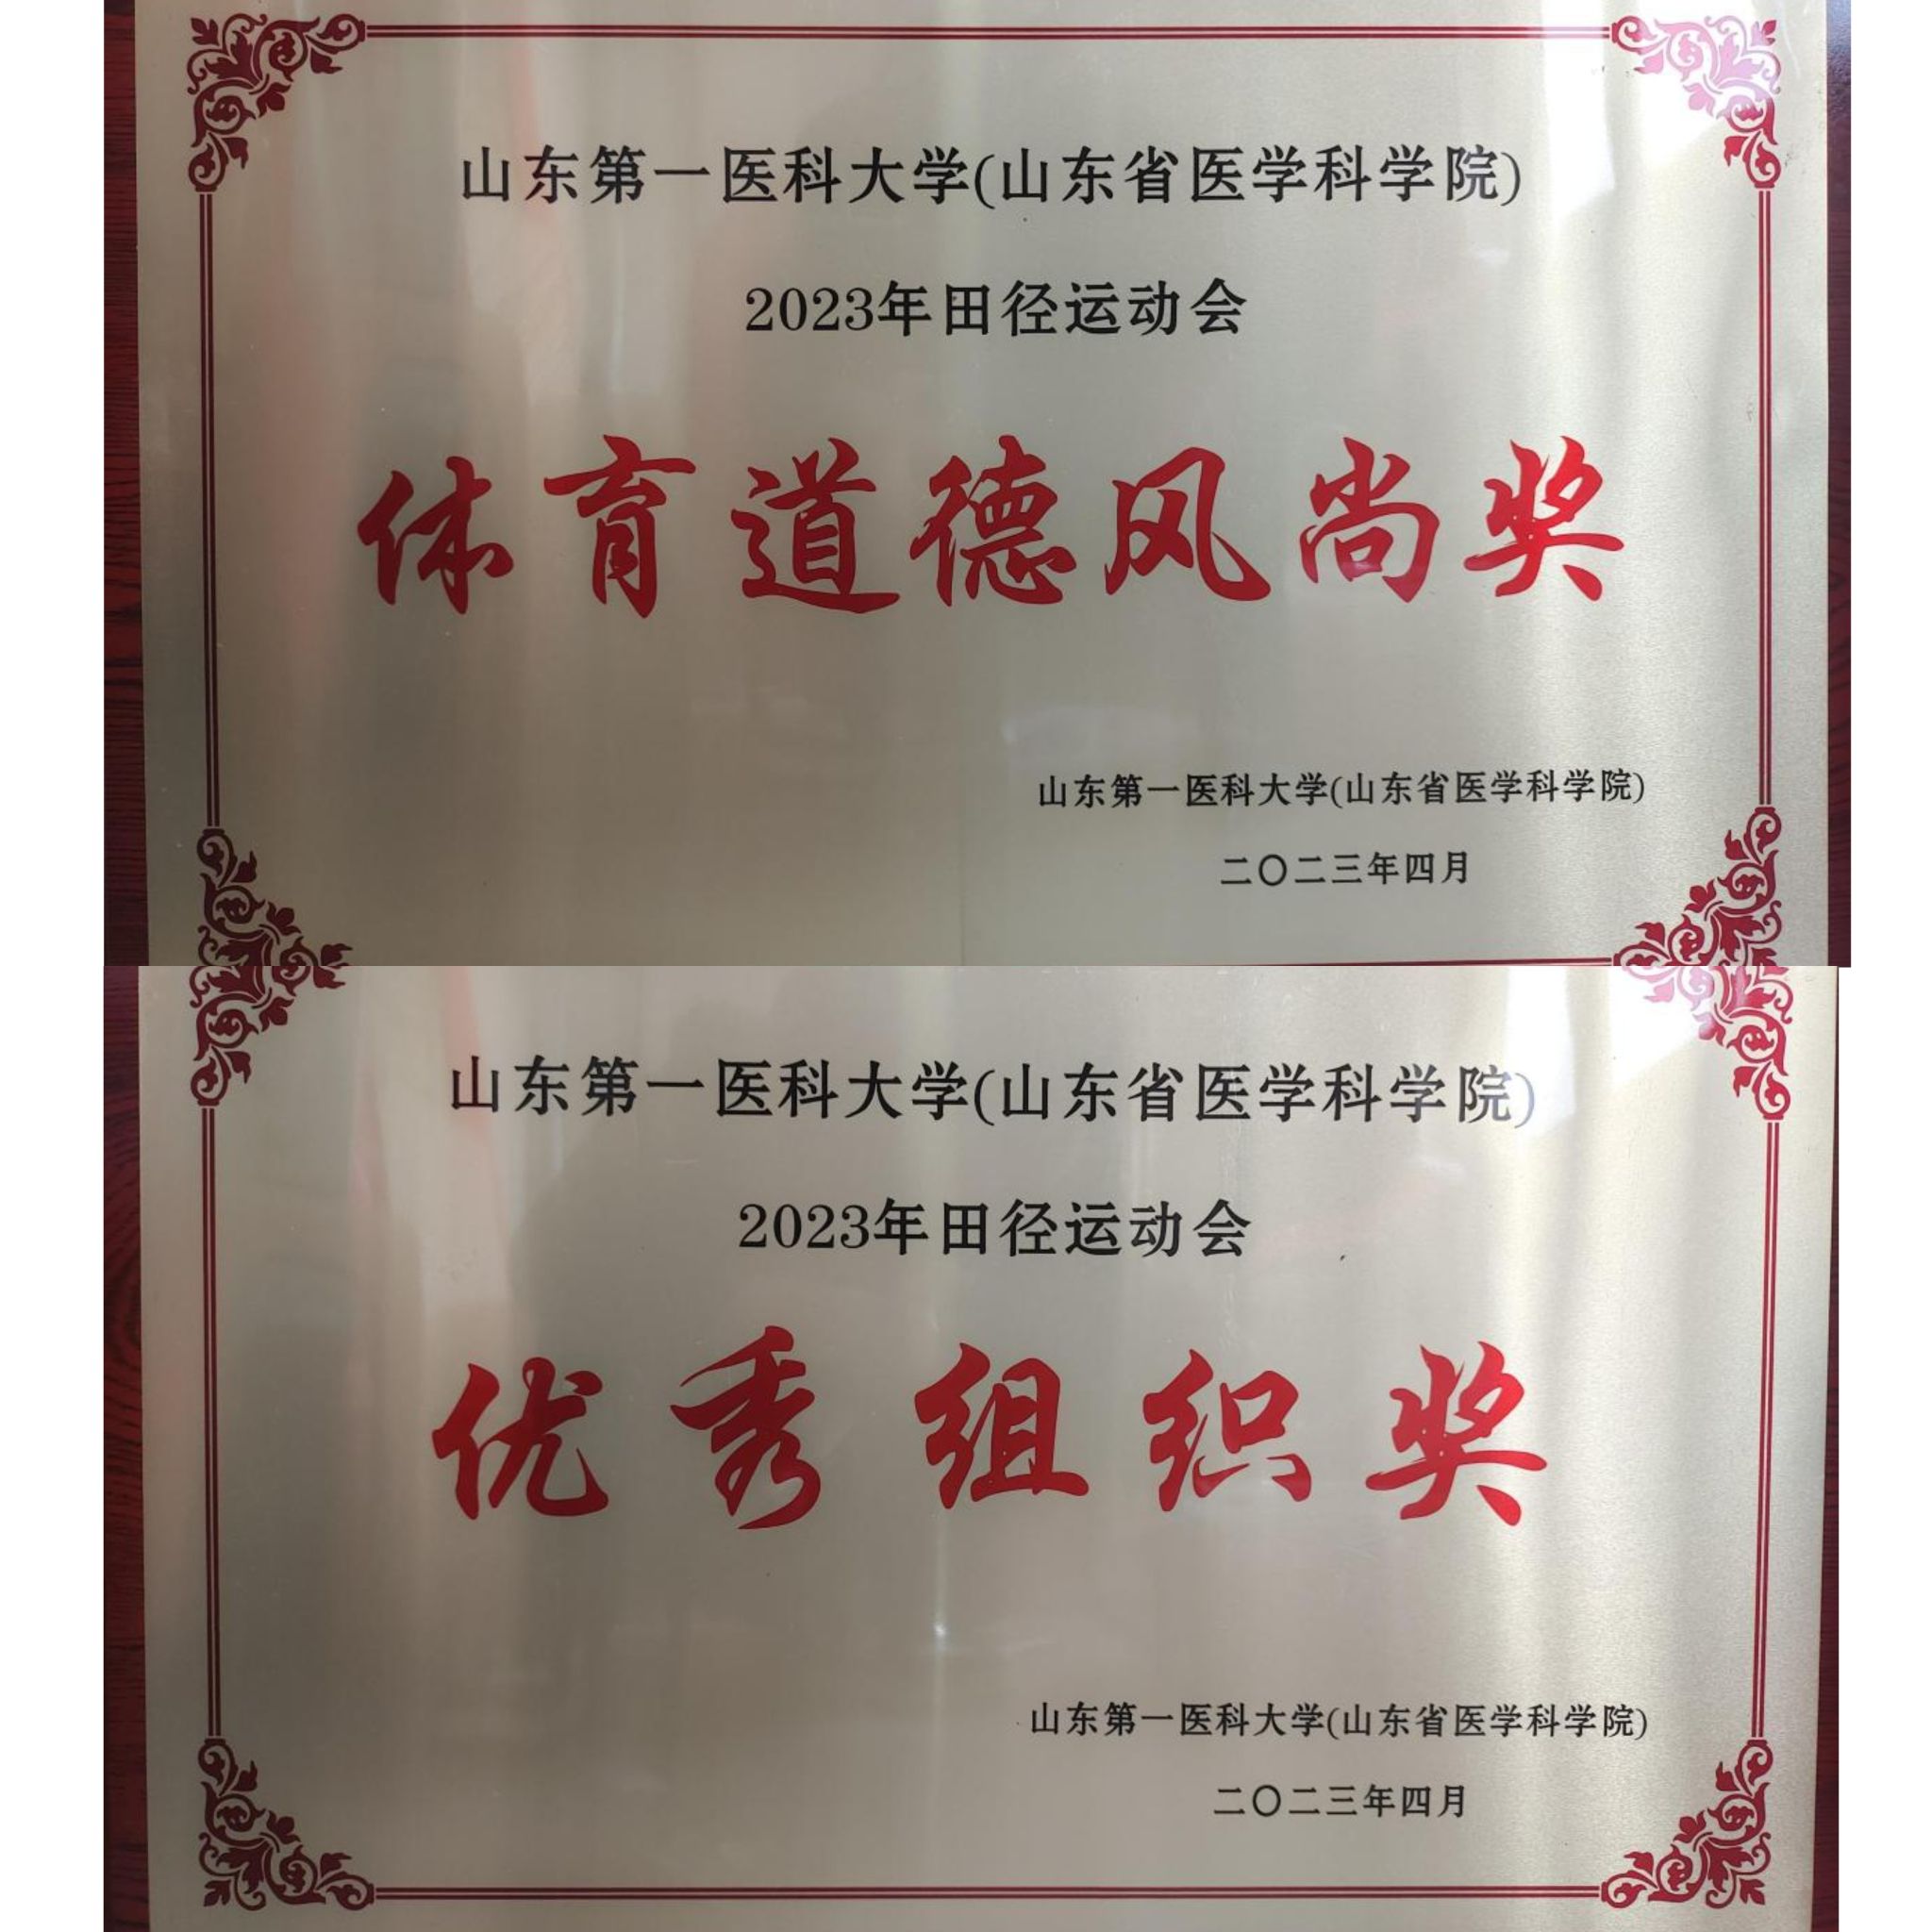 山东第一医科大学(山东省医学科学院)
2023年田径运动会
体育道德风尚奖
山东第一医科大学(山东省医学科学院)
二〇二三年四月
山东第一医科大学(山东省医学科学院)
2023年田径运动会
优秀组织奖
山东第一医科大学(山东省医学科学院)
二〇二三年四月